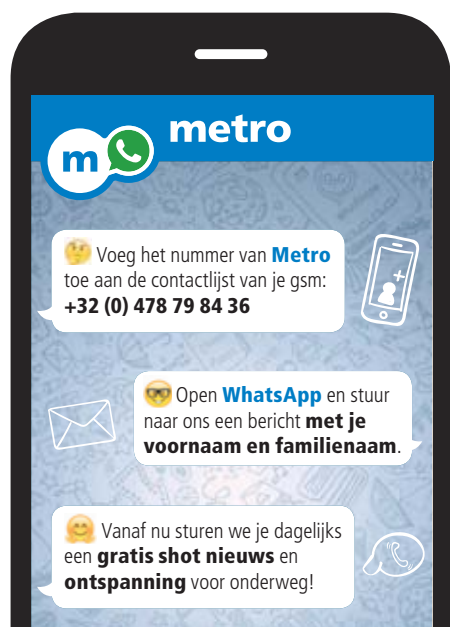 metro
m
🤔 Voeg het nummer van Metro
toe aan de contactlijst van je gsm:
+32 (0) 478 79 84 36
🤓 Open WhatsApp en stuur
naar ons een bericht met je
voornaam en familienaam.
🤗 Vanaf nu sturen we je dagelijks
een gratis shot nieuws en
ontspanning voor onderweg!